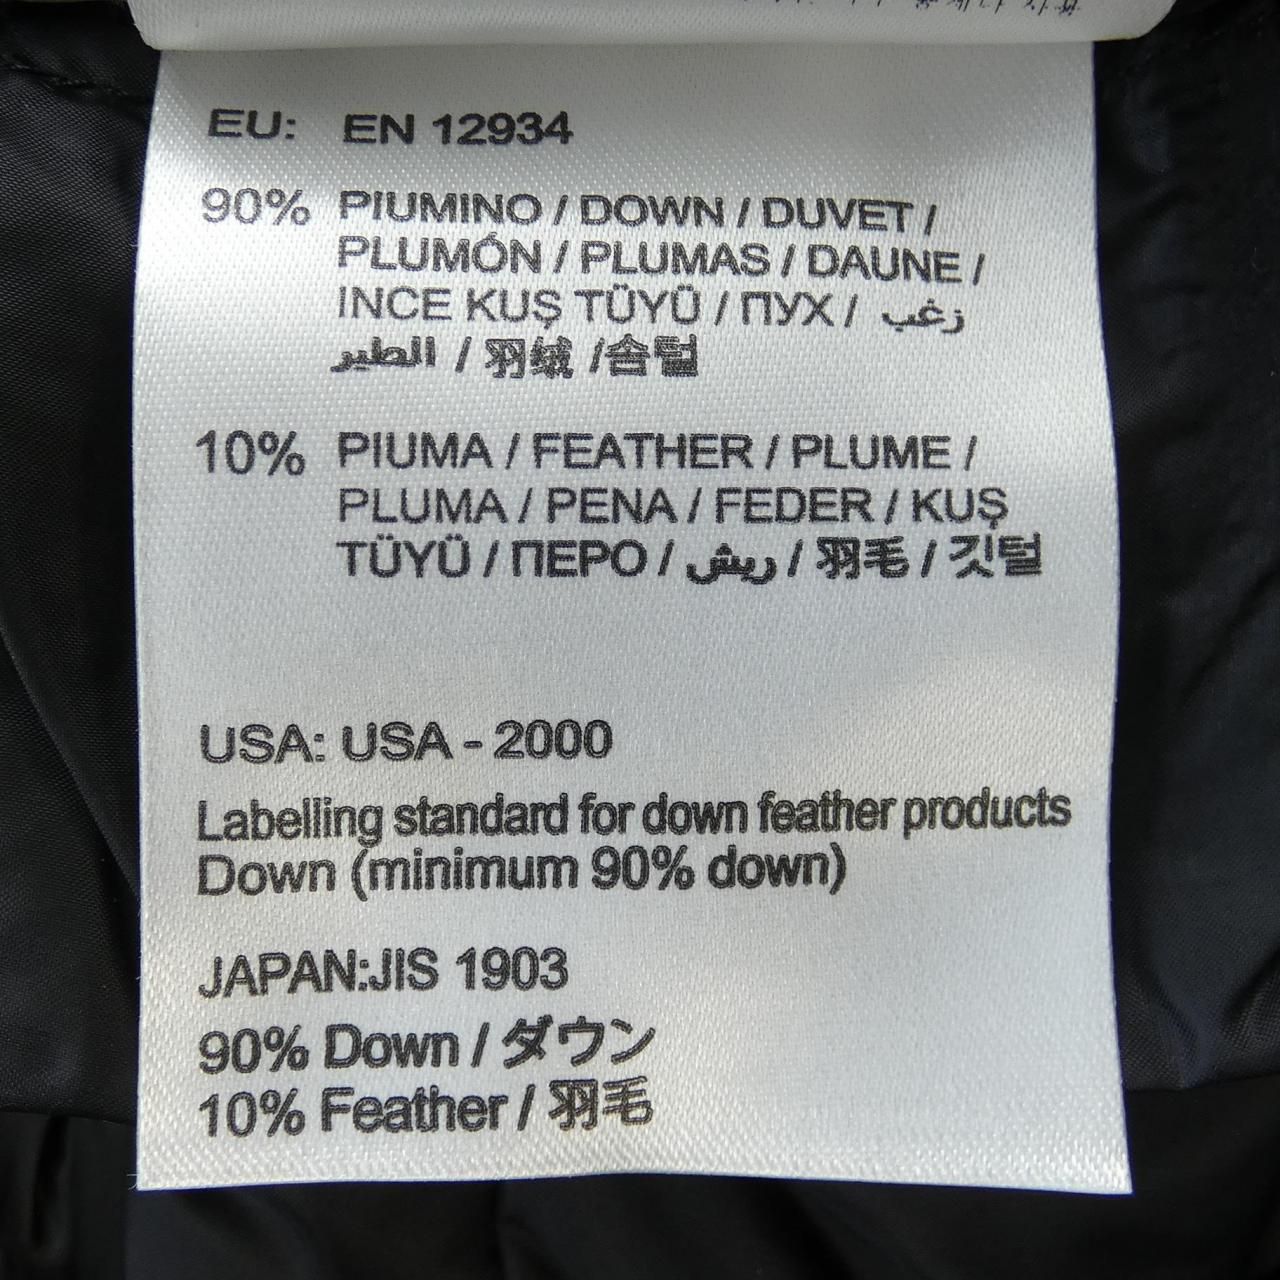 EU: EN 12934
90% PIUMINO / DOWN / DUVET /
PLUMÓN / PLUMAS / DAUNE /
INCE KUŞ TÜYÜ / ПУХ / زغب
الطير / 羽绒 /솜털
10% PIUMA / FEATHER / PLUME /
PLUMA / PENA / FEDER / KUŞ
TÜYÜ / ПЕРО / ريش / 羽毛 / 깃털
USA: USA - 2000
Labelling standard for down feather products
Down (minimum 90% down)
JAPAN:JIS 1903
90% Down / ダウン
10% Feather / 羽毛